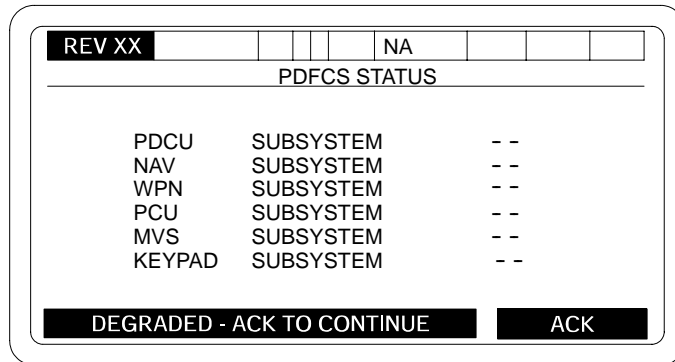 REV XX NA
PDFCS STATUS
PDCU SUBSYSTEM - -
NAV SUBSYSTEM - -
WPN SUBSYSTEM - -
PCU SUBSYSTEM - -
MVS SUBSYSTEM - -
KEYPAD SUBSYSTEM - -
DEGRADED - ACK TO CONTINUE ACK